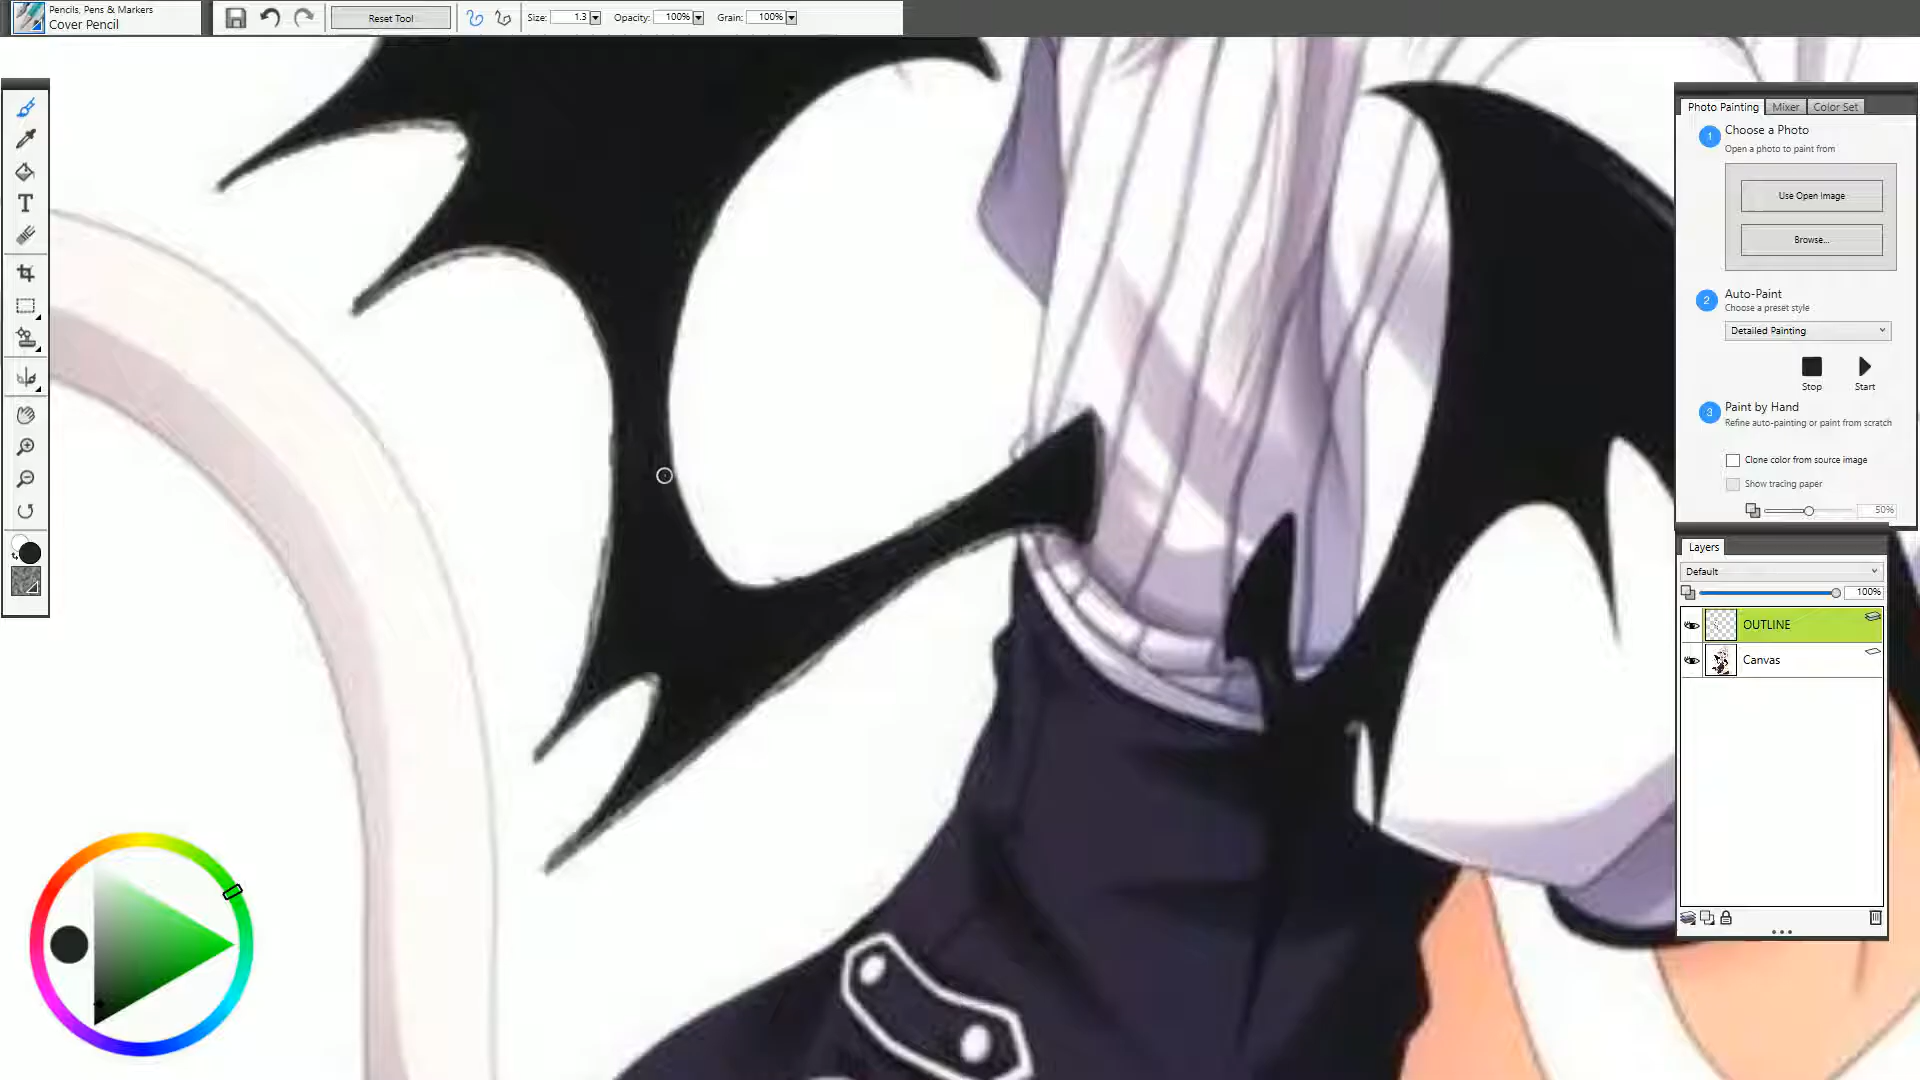 Pencils, Pens & Markers
Cover Pencil
Reset Tool
Size: 1.3
Opacity: 100%
Grain: 100%
T
Photo Painting
Mixer
Color Set
1 Choose a Photo
Open a photo to paint from
Use Open Image
Browse...
2 Auto-Paint
Choose a preset style
Detailed Painting
Stop
Start
3 Paint by Hand
Refine auto-painting or paint from scratch
Clone color from source image
Show tracing paper
50%
Layers
Default
100%
OUTLINE
Canvas